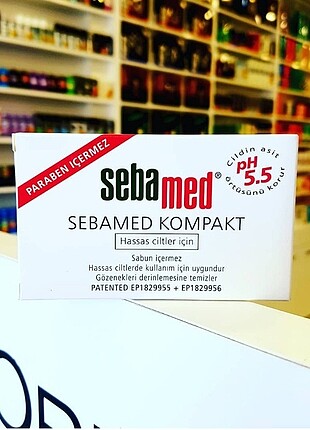 PARABEN İÇERMEZ
sebamed®
Cildin asit
pH
5.5
örtüsünü korur
SEBAMED KOMPAKT
Hassas ciltler için
Sabun içermez
Hassas ciltlerde kullanım için uygundur
Gözenekleri derinlemesine temizler
PATENTED EP1829955 + EP1829956